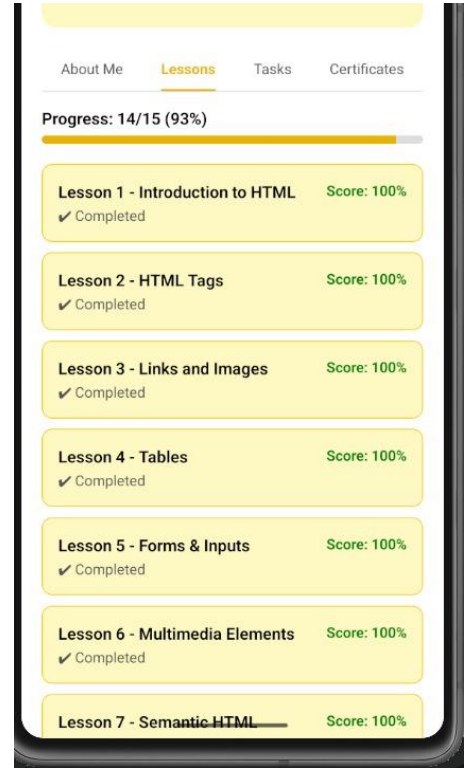 About Me Lessons Tasks Certificates
Progress: 14/15 (93%)
Lesson 1 - Introduction to HTML Score: 100%
✔ Completed
Lesson 2 - HTML Tags Score: 100%
✔ Completed
Lesson 3 - Links and Images Score: 100%
✔ Completed
Lesson 4 - Tables Score: 100%
✔ Completed
Lesson 5 - Forms & Inputs Score: 100%
✔ Completed
Lesson 6 - Multimedia Elements Score: 100%
✔ Completed
Lesson 7 - Semantic HTML Score: 100%